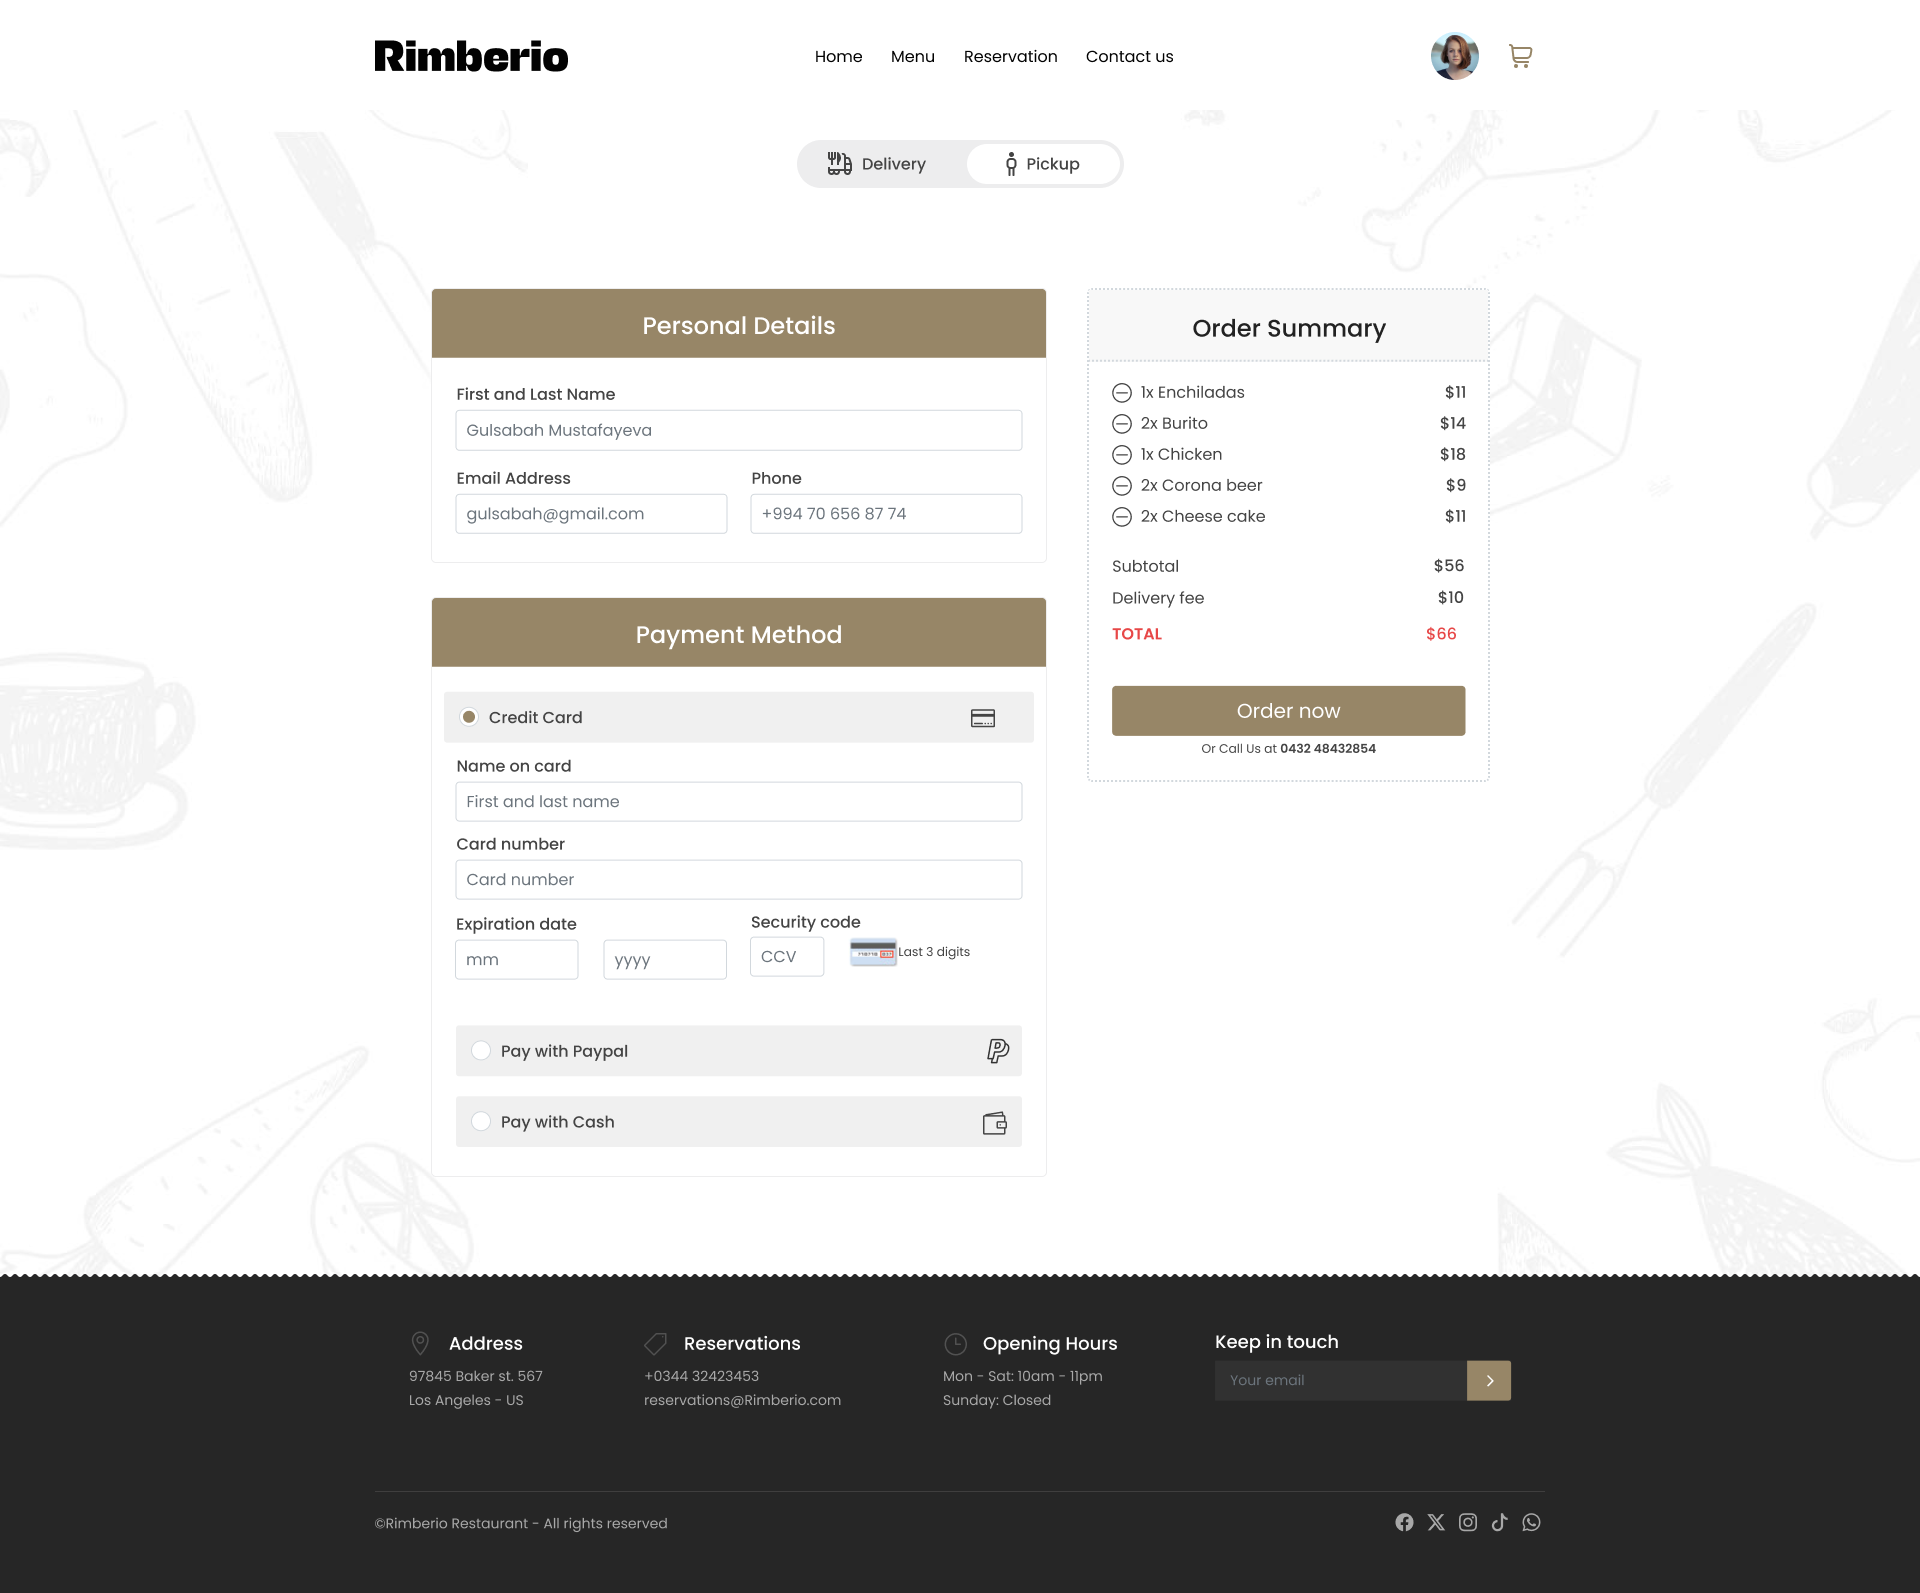 Rimberio
Home Menu Reservation Contact us
Delivery Pickup
Personal Details
First and Last Name
Gulsabah Mustafayeva
Email Address Phone
gulsabah@gmail.com +994 70 656 87 74
Payment Method
Credit Card
Name on card
First and last name
Card number
Card number
Expiration date Security code
mm yyyy CCV Last 3 digits
Pay with Paypal
Pay with Cash
Order Summary
1x Enchiladas $11
2x Burito $14
1x Chicken $18
2x Corona beer $9
2x Cheese cake $11
Subtotal $56
Delivery fee $10
TOTAL $66
Order now
Or Call Us at 0432 48432854
Address
97845 Baker st. 567
Los Angeles - US
Reservations
+0344 32423453
reservations@Rimberio.com
Opening Hours
Mon - Sat: 10am - 11pm
Sunday: Closed
Keep in touch
Your email
©Rimberio Restaurant - All rights reserved